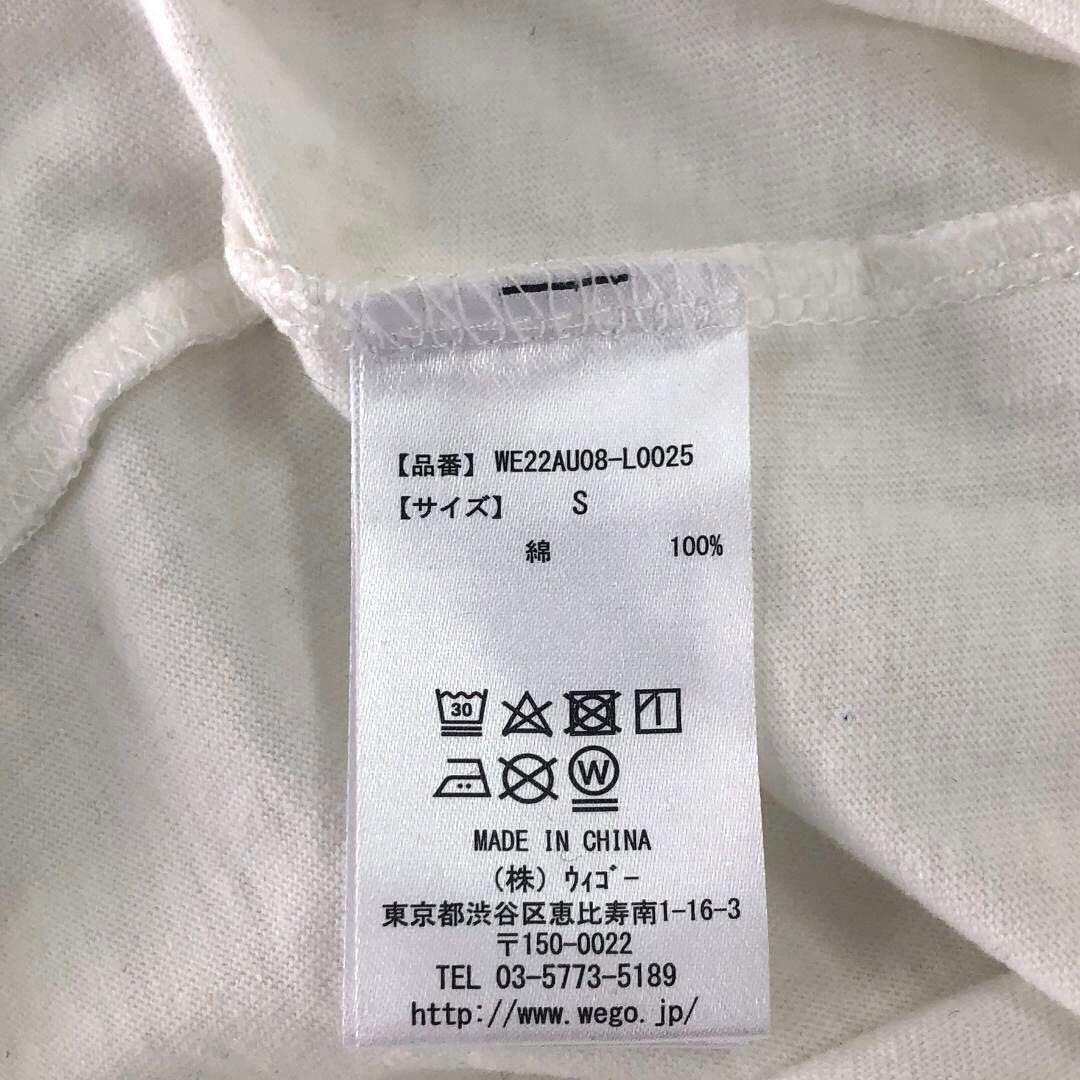 【品番】 WE22AU08-L0025
【サイズ】 S
綿 100%
30
W
MADE IN CHINA
(株) ｳｨｺﾞｰ
東京都渋谷区恵比寿南1-16-3
〒150-0022
TEL 03-5773-5189
http://www.wego.jp/